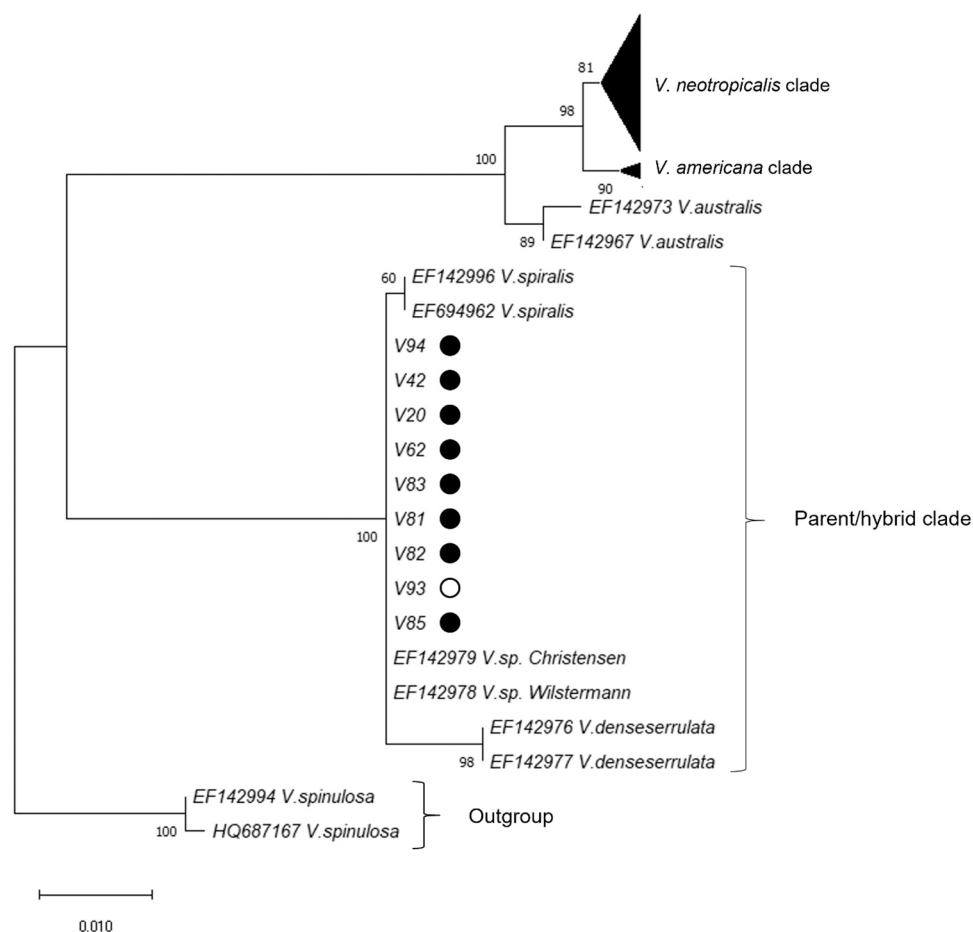 81
V. neotropicalis clade
98
100
V. americana clade
90
EF142973 V.australis
89
EF142967 V.australis
60
EF142996 V.spiralis
EF694962 V.spiralis
V94
V42
V20
V62
V83
V81
Parent/hybrid clade
100
V82
V93
V85
EF142979 V.sp. Christensen
EF142978 V.sp. Wilstermann
EF142976 V.denseserrulata
98
EF142977 V.denseserrulata
EF142994 V.spinulosa
Outgroup
100
HQ687167 V.spinulosa
0.010